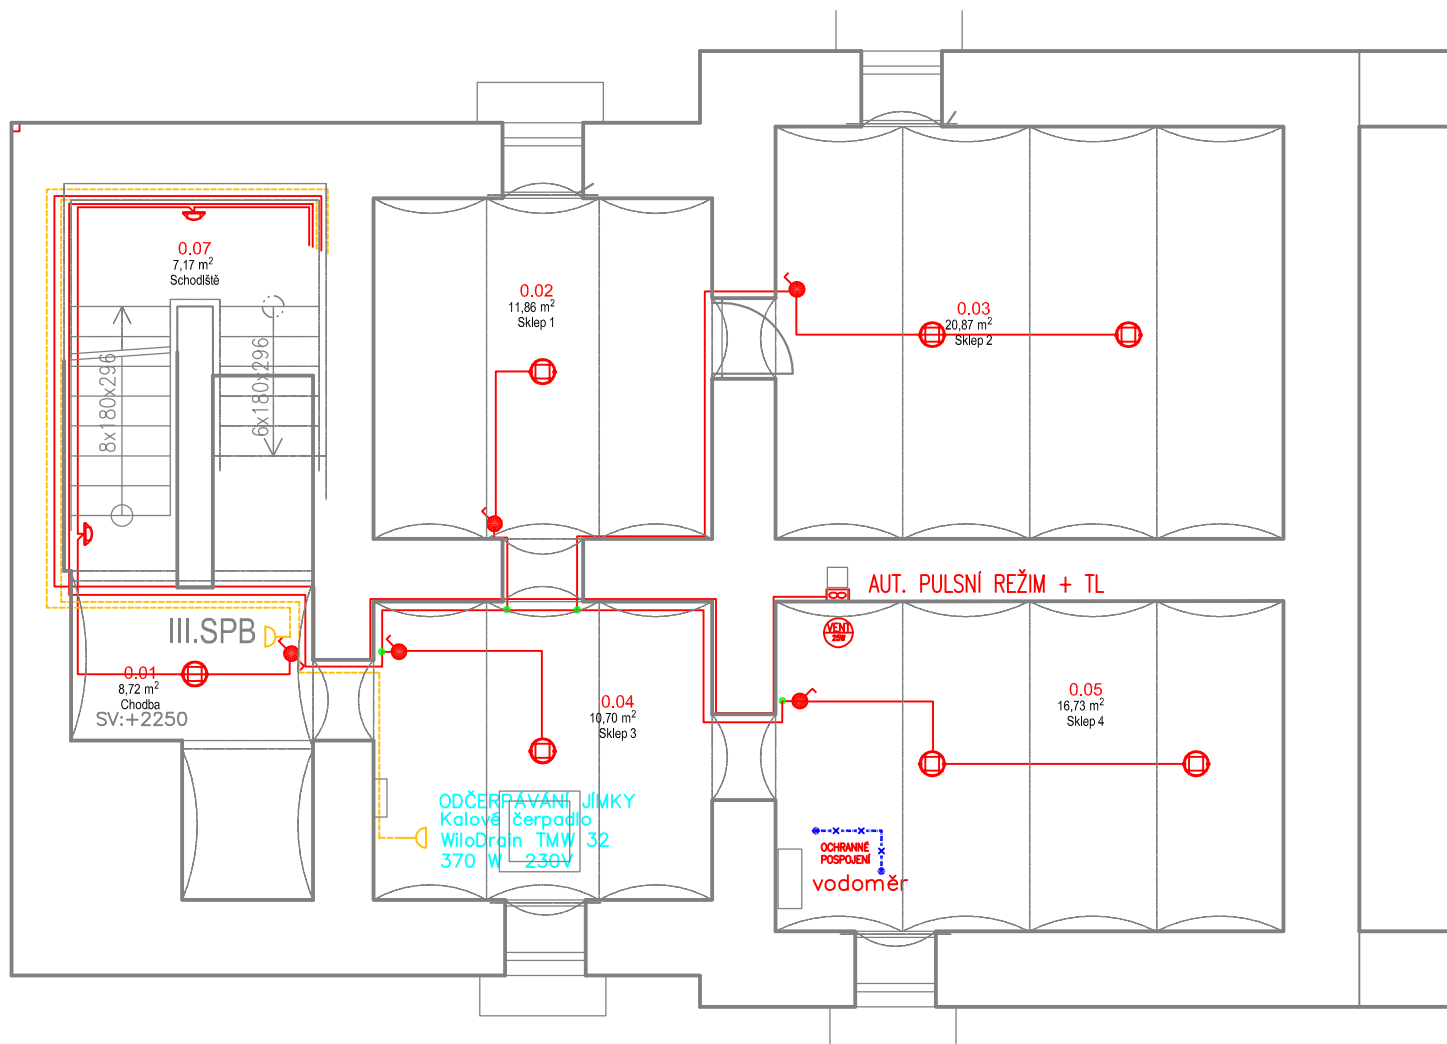 0.07
7,17 m²
Schodiště
8x180x296
6x180x296
0.02
11,86 m²
Sklep 1
0.03
20,87 m²
Sklep 2
AUT. PULSNÍ REŽIM + TL
VENT
25W
III.SPB
0.01
8,72 m²
Chodba
SV:+2250
0.04
10,70 m²
Sklep 3
0.05
16,73 m²
Sklep 4
ODČERPÁVÁNÍ JÍMKY
Kalové čerpadlo
WiloDrain TMW 32
370 W 230V
OCHRANNÉ
POSPOJENÍ
vodoměr